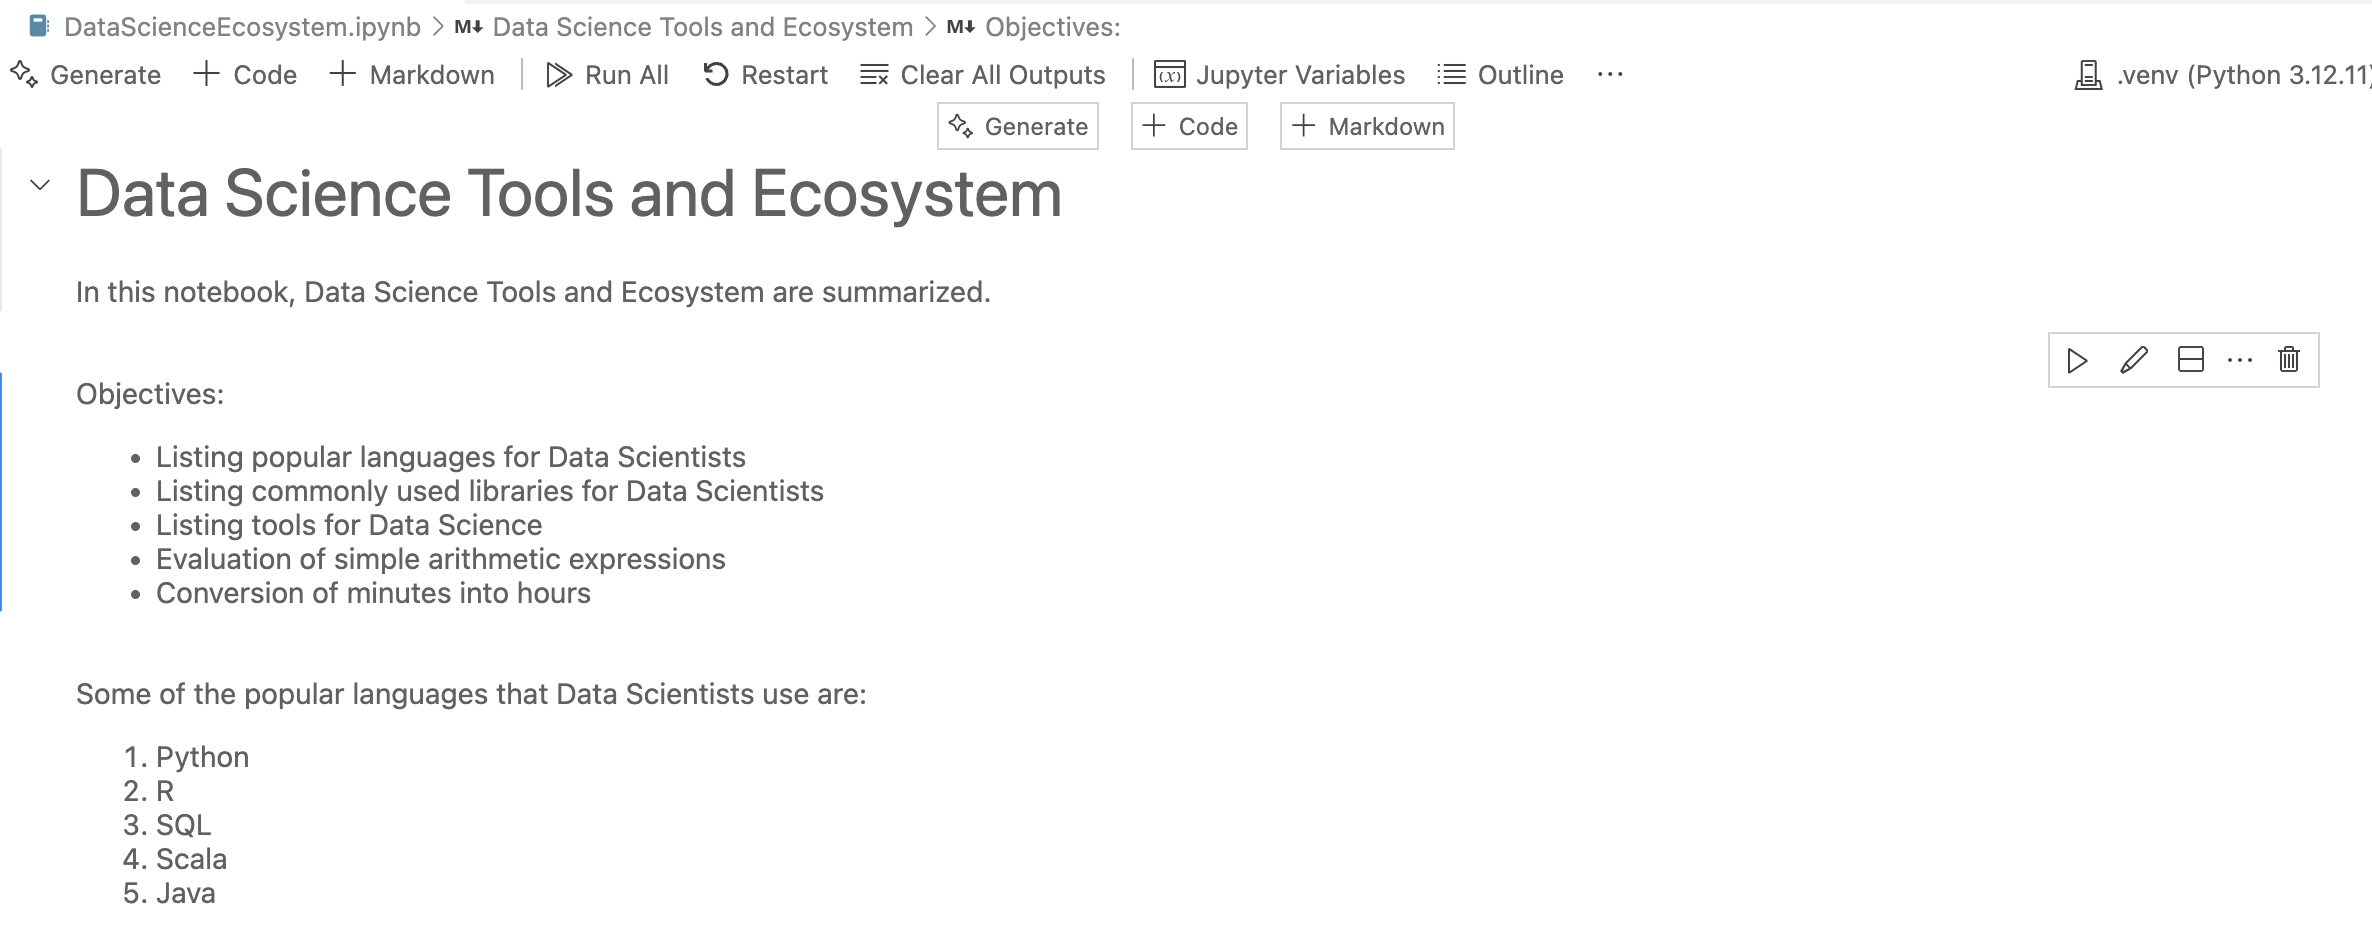 DataScienceEcosystem.ipynb > M↓ Data Science Tools and Ecosystem > M↓ Objectives:
Generate + Code + Markdown | Run All Restart Clear All Outputs | (x) Jupyter Variables Outline ... .venv (Python 3.12.11)
Generate + Code + Markdown
Data Science Tools and Ecosystem
In this notebook, Data Science Tools and Ecosystem are summarized.
Objectives:
• Listing popular languages for Data Scientists
• Listing commonly used libraries for Data Scientists
• Listing tools for Data Science
• Evaluation of simple arithmetic expressions
• Conversion of minutes into hours
Some of the popular languages that Data Scientists use are:
1. Python
2. R
3. SQL
4. Scala
5. Java